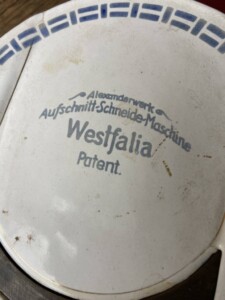 Alexanderwerk
Aufschnitt-Schneide-Maschine
Westfalia
Patent.